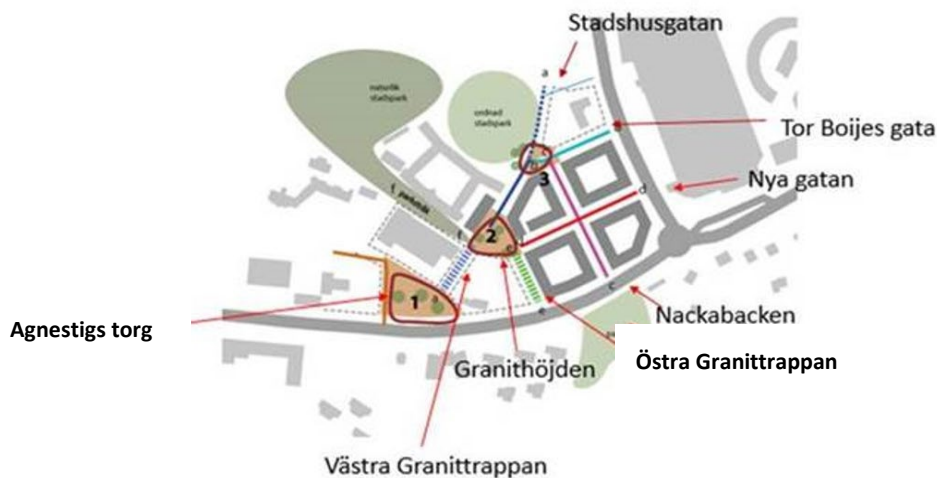 Stadshusgatan
a
naturlik
stadspark
ordnad
stadspark
Tor Boijes gata
3
Nya gatan
d
f parkstråk
f
2
1
a
c
e
Nackabacken
Agnestigs torg
Östra Granittrappan
Granithöjden
Västra Granittrappan